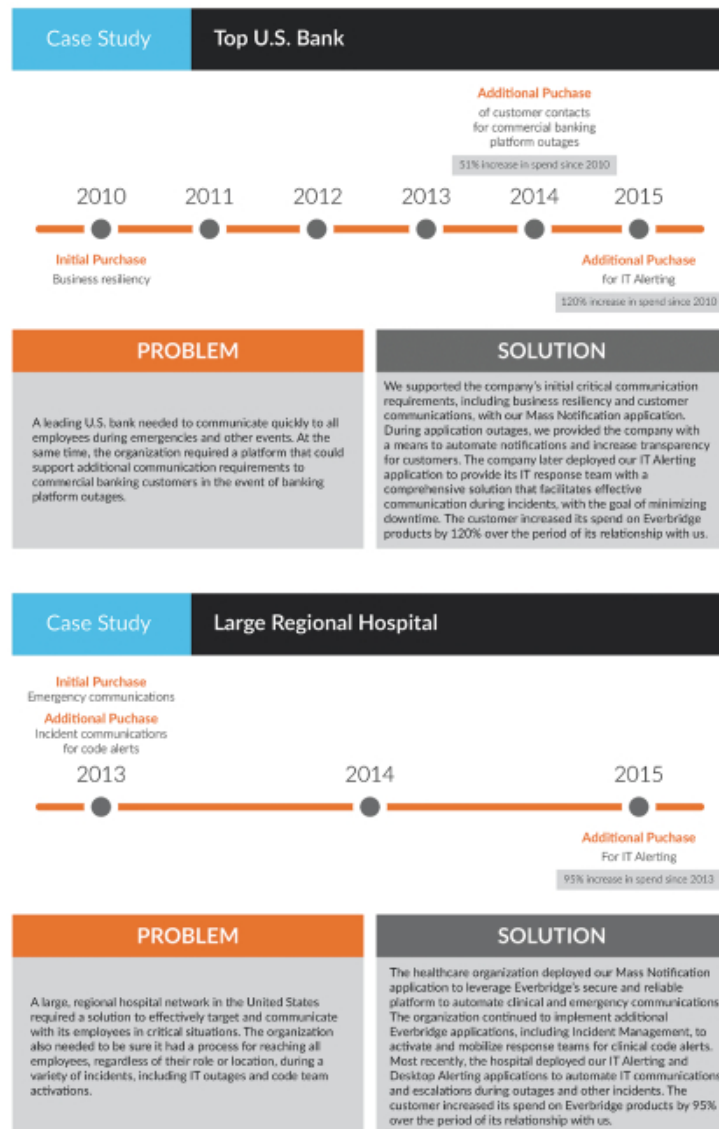 Case Study
Top U.S. Bank
Additional Puchase
of customer contacts
for commercial banking
platform outages
51% increase in spend since 2010
2010 2011 2012 2013 2014 2015
Initial Purchase
Business resiliency
Additional Puchase
for IT Alerting
120% increase in spend since 2010
PROBLEM
A leading U.S. bank needed to communicate quickly to all
employees during emergencies and other events. At the
same time, the organization required a platform that could
support additional communication requirements to
commercial banking customers in the event of banking
platform outages.
SOLUTION
We supported the company's initial critical communication
requirements, including business resiliency and customer
communications, with our Mass Notification application.
During application outages, we provided the company with
a means to automate notifications and increase transparency
for customers. The company later deployed our IT Alerting
application to provide its IT response team with a
comprehensive solution that facilitates effective
communication during incidents, with the goal of minimizing
downtime. The customer increased its spend on Everbridge
products by 120% over the period of its relationship with us.
Case Study
Large Regional Hospital
Initial Purchase
Emergency communications
Additional Puchase
Incident communications
for code alerts
2013 2014 2015
Additional Puchase
For IT Alerting
95% increase in spend since 2013
PROBLEM
A large, regional hospital network in the United States
required a solution to effectively target and communicate
with its employees in critical situations. The organization
also needed to be sure it had a process for reaching all
employees, regardless of their role or location, during a
variety of incidents, including IT outages and code team
activations.
SOLUTION
The healthcare organization deployed our Mass Notification
application to leverage Everbridge's secure and reliable
platform to automate clinical and emergency communications
The organization continued to implement additional
Everbridge applications, including Incident Management, to
activate and mobilize response teams for clinical code alerts.
Most recently, the hospital deployed our IT Alerting and
Desktop Alerting applications to automate IT communications
and escalations during outages and other incidents. The
customer increased its spend on Everbridge products by 95%
over the period of its relationship with us.